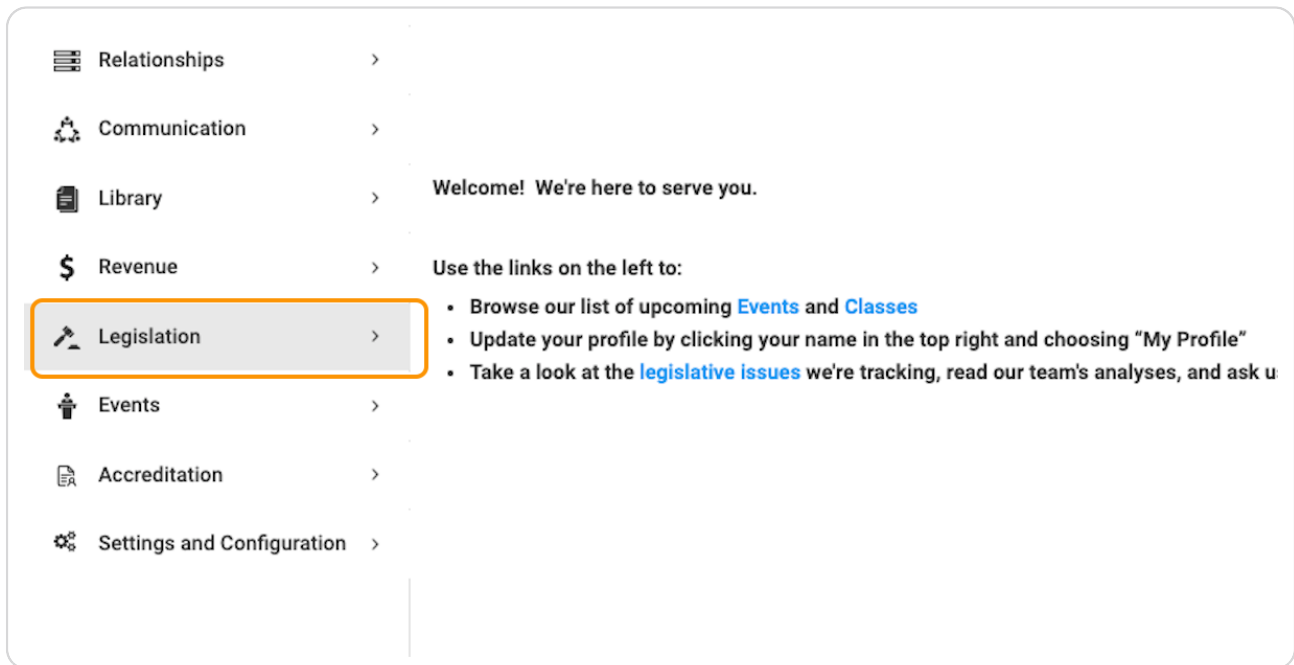 Relationships
Communication
Library
Revenue
Legislation
Events
Accreditation
Settings and Configuration
Welcome!  We're here to serve you.
Use the links on the left to:
• Browse our list of upcoming Events and Classes
• Update your profile by clicking your name in the top right and choosing “My Profile”
• Take a look at the legislative issues we're tracking, read our team's analyses, and ask